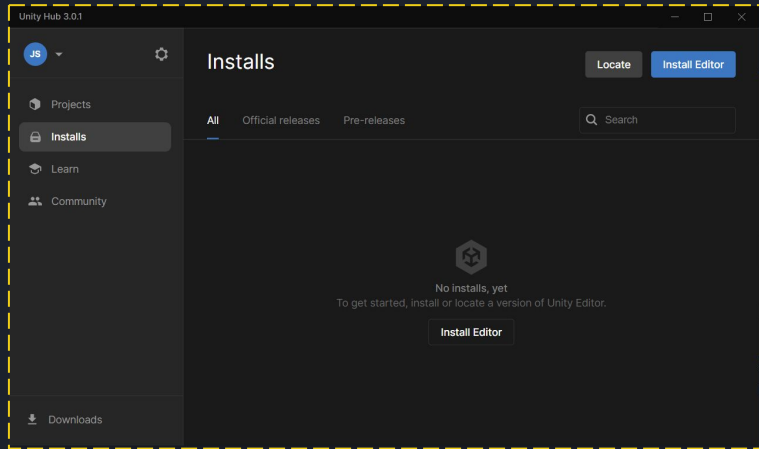 Unity Hub 3.0.1
JS
Projects
Installs
Learn
Community
Downloads
Installs
Locate
Install Editor
All
Official releases
Pre-releases
Search
No installs, yet
To get started, install or locate a version of Unity Editor.
Install Editor